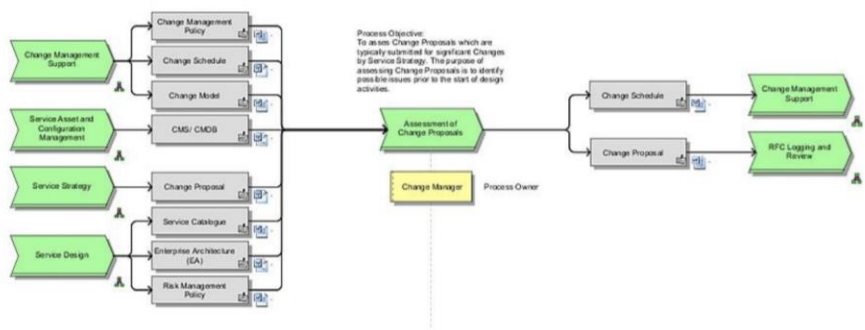 Change Management
Policy
Change Management
Support
Change Schedule
Change Model
Service Asset and
Configuration
Management
CMS/ CMDB
Service Strategy
Change Proposal
Service Catalogue
Service Design
Enterprise Architecture
(EA)
Risk Management
Policy
Process Objective:
To asses Change Proposals which are
typically submitted for significant Changes
by Service Strategy. The purpose of
assessing Change Proposals is to identify
possible issues prior to the start of design
activities.
Assessment of
Change Proposals
Change Manager
Process Owner
Change Schedule
Change Management
Support
Change Proposal
RFC Logging and
Review